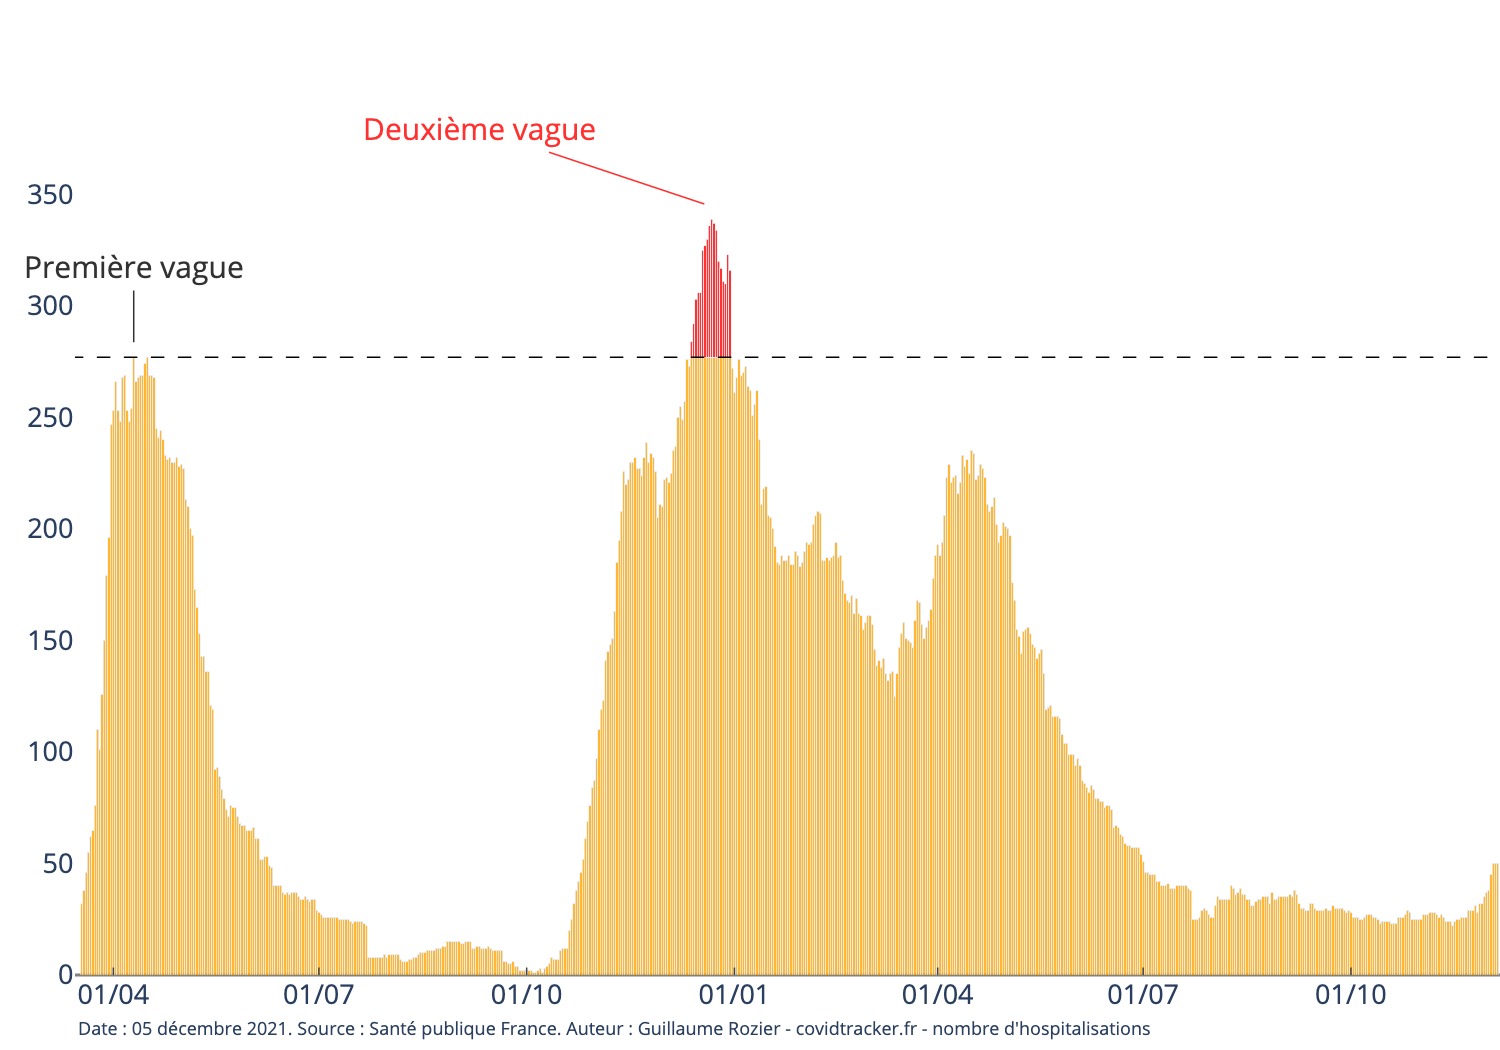 Deuxième vague
350
Première vague
300
250
200
150
100
50
0
01/04 01/07 01/10 01/01 01/04 01/07 01/10
Date : 05 décembre 2021. Source : Santé publique France. Auteur : Guillaume Rozier - covidtracker.fr - nombre d'hospitalisations